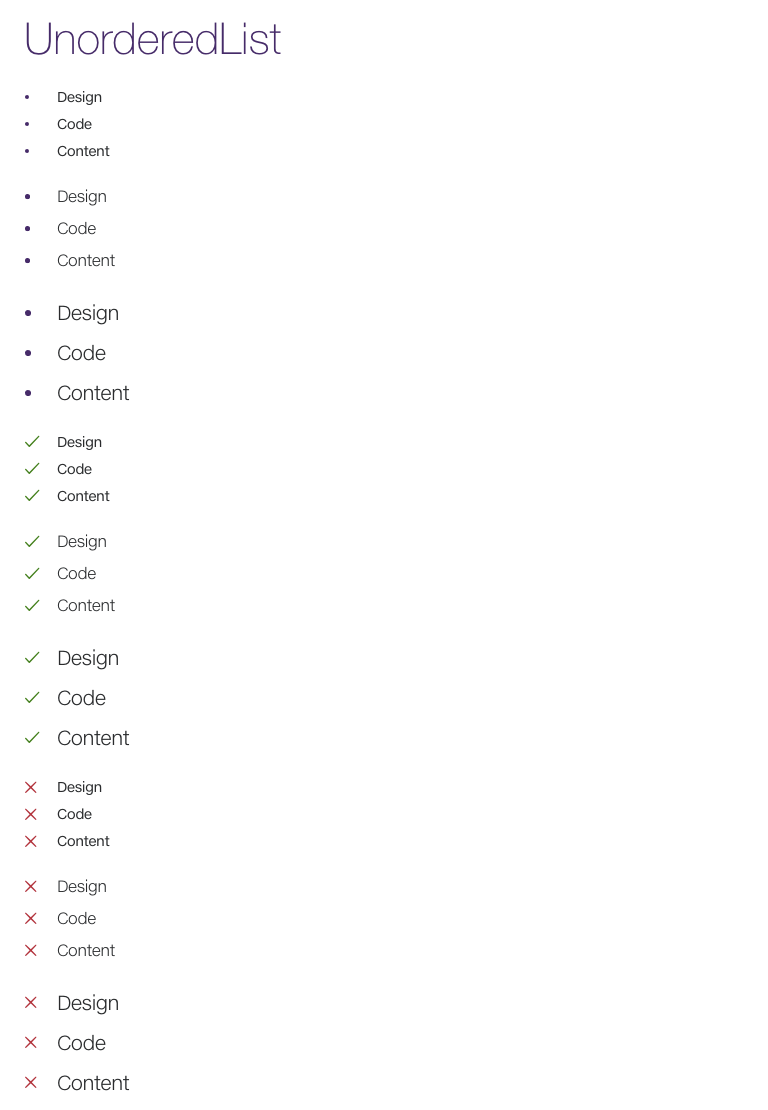 UnorderedList
• Design
• Code
• Content
• Design
• Code
• Content
• Design
• Code
• Content
✓ Design
✓ Code
✓ Content
✓ Design
✓ Code
✓ Content
✓ Design
✓ Code
✓ Content
✕ Design
✕ Code
✕ Content
✕ Design
✕ Code
✕ Content
✕ Design
✕ Code
✕ Content